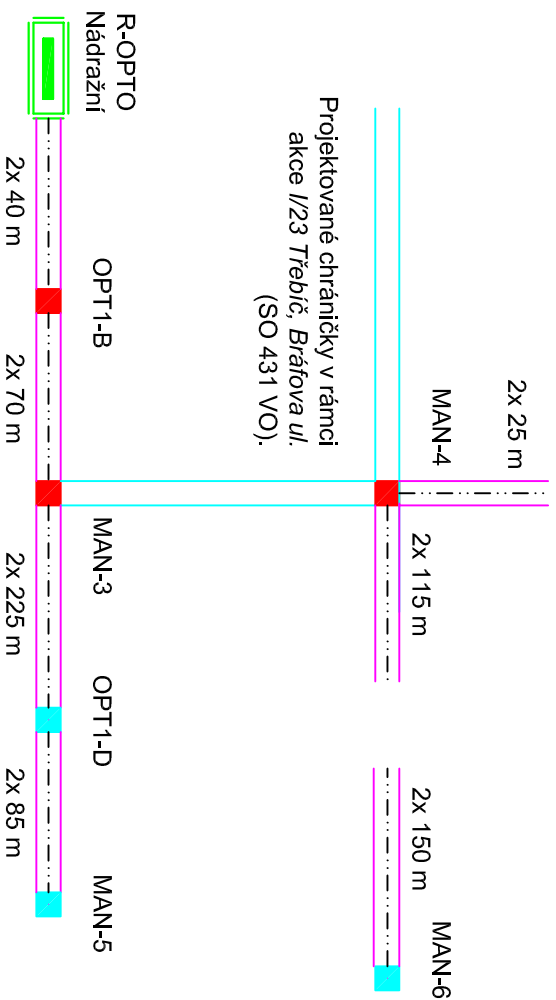 2x 25 m
MAN-4
MAN-6
2x 115 m
2x 150 m
Projektované chráničky v rámci
akce I/23 Třebíč, Bráfova ul.
(SO 431 VO).
R-OPTO
Nádražní
OPT1-B
MAN-3
OPT1-D
MAN-5
2x 40 m
2x 70 m
2x 225 m
2x 85 m